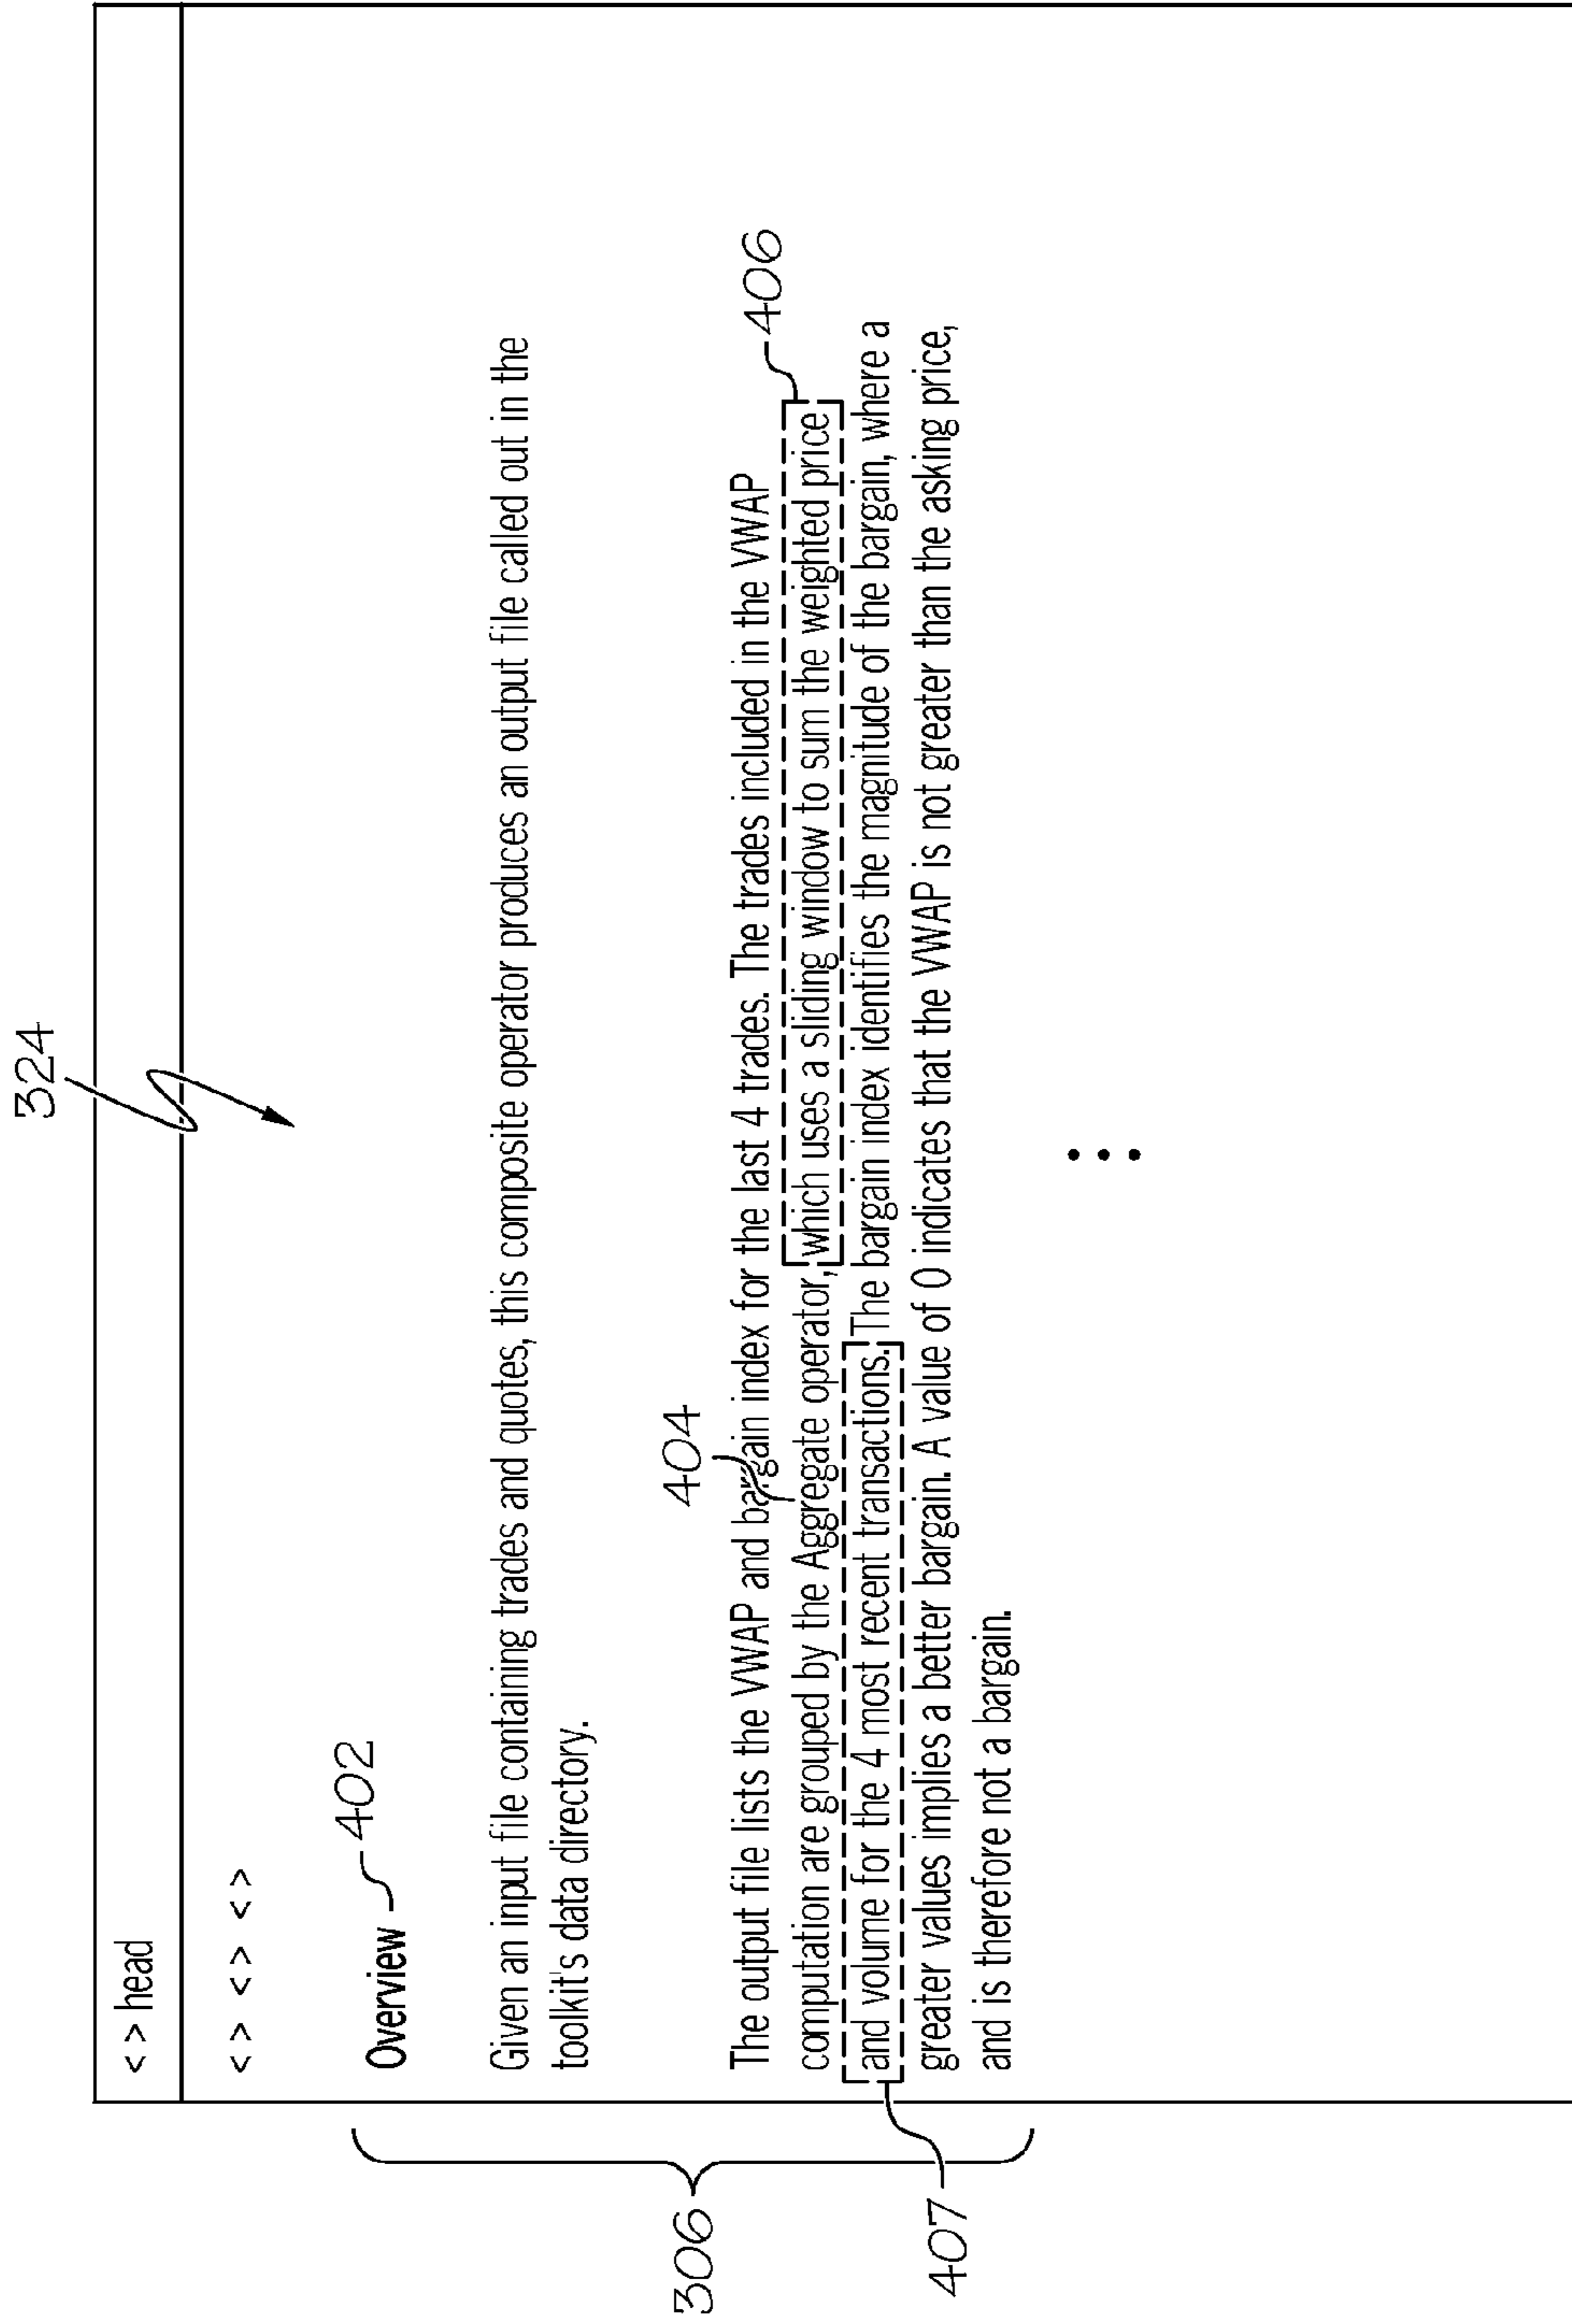 324
< > head
< > < > < >
Overview 402
Given an input file containing trades and quotes, this composite operator produces an output file called out in the
toolkit's data directory.
306
404
406
The output file lists the VWAP and bargain index for the last 4 trades. The trades included in the VWAP
computation are grouped by the Aggregate operator, which uses a sliding window to sum the weighted price
and volume for the 4 most recent transactions. The bargain index identifies the magnitude of the bargain, where a
greater values implies a better bargain. A value of 0 indicates that the VWAP is not greater than the asking price,
and is therefore not a bargain.
407